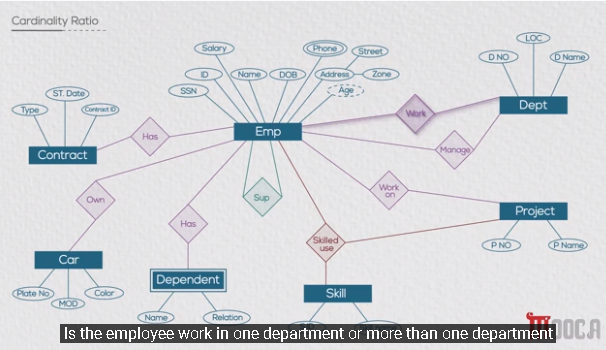 Cardinality Ratio
Salary
Phone
Street
ID
Name
DOB
Address
Zone
SSN
Age
LOC
D NO
D Name
ST. Date
Type
Contract ID
Contract
Has
Emp
Work
Dept
Manage
Own
Has
Sup
Work
on
Project
Skilled
use
P NO
P Name
Car
Dependent
Skill
Plate No
MOD
Color
Name
Relation
Is the employee work in one department or more than one department